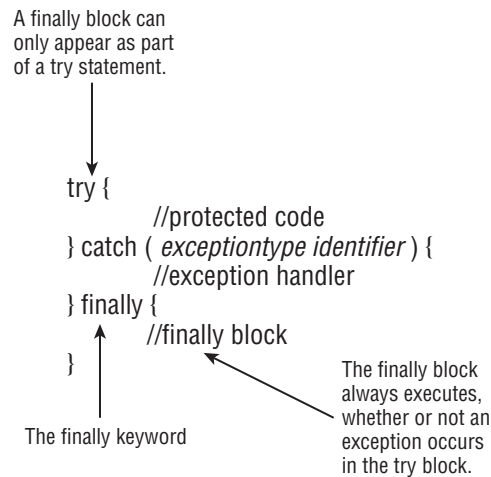 A finally block can
only appear as part
of a try statement.
try {
//protected code
} catch ( exceptiontype identifier ) {
//exception handler
} finally {
//finally block
}
The finally keyword
The finally block
always executes,
whether or not an
exception occurs
in the try block.